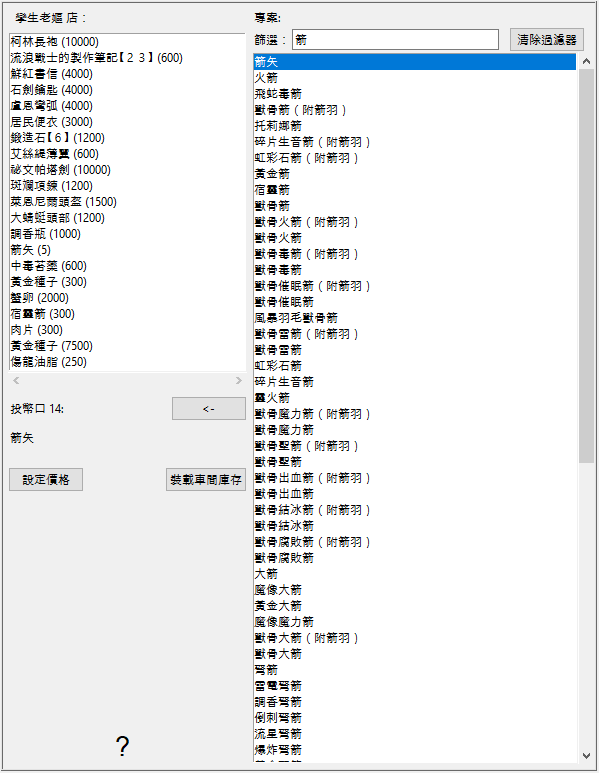 孿生老嫗 店：
柯林長袍 (10000)
流浪戰士的製作筆記【２３】(600)
鮮紅書信 (4000)
石劍鑰匙 (4000)
盧恩彎弧 (4000)
居民便衣 (3000)
鍛造石【６】(1200)
艾絲緹薄翼 (600)
祕文帕塔劍 (10000)
斑斕項鍊 (1200)
萊恩尼爾頭盔 (1500)
大蜻蜓頭部 (1200)
調香瓶 (1000)
箭矢 (5)
中毒苔藥 (600)
黃金種子 (300)
蟹卵 (2000)
宿靈箭 (300)
肉片 (300)
黃金種子 (7500)
傷龍油脂 (250)
投幣口 14:
<-
箭矢
設定價格
裝載車間庫存
?
專案:
篩選：
箭
清除過濾器
箭矢
火箭
飛蛇毒箭
獸骨箭（附箭羽）
托莉娜箭
碎片生音箭（附箭羽）
虹彩石箭（附箭羽）
黃金箭
宿靈箭
獸骨箭
獸骨火箭（附箭羽）
獸骨火箭
獸骨毒箭（附箭羽）
獸骨毒箭
獸骨催眠箭（附箭羽）
獸骨催眠箭
風暴羽毛獸骨箭
獸骨雷箭（附箭羽）
獸骨雷箭
虹彩石箭
碎片生音箭
靈火箭
獸骨魔力箭（附箭羽）
獸骨魔力箭
獸骨聖箭（附箭羽）
獸骨聖箭
獸骨出血箭（附箭羽）
獸骨出血箭
獸骨結冰箭（附箭羽）
獸骨結冰箭
獸骨腐敗箭（附箭羽）
獸骨腐敗箭
大箭
魔像大箭
黃金大箭
魔像魔力箭
獸骨大箭（附箭羽）
獸骨大箭
弩箭
雷電弩箭
調香弩箭
倒刺弩箭
流星弩箭
爆炸弩箭